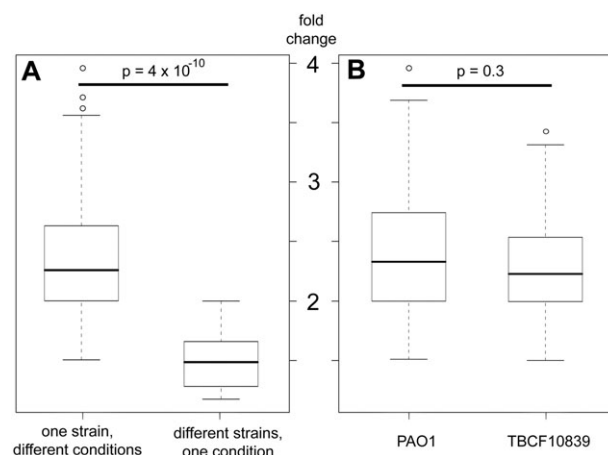 fold
change
A
p = 4 x 10^-10
B
p = 0.3
4
3
2
one strain,
different conditions
different strains,
one condition
PAO1
TBCF10839